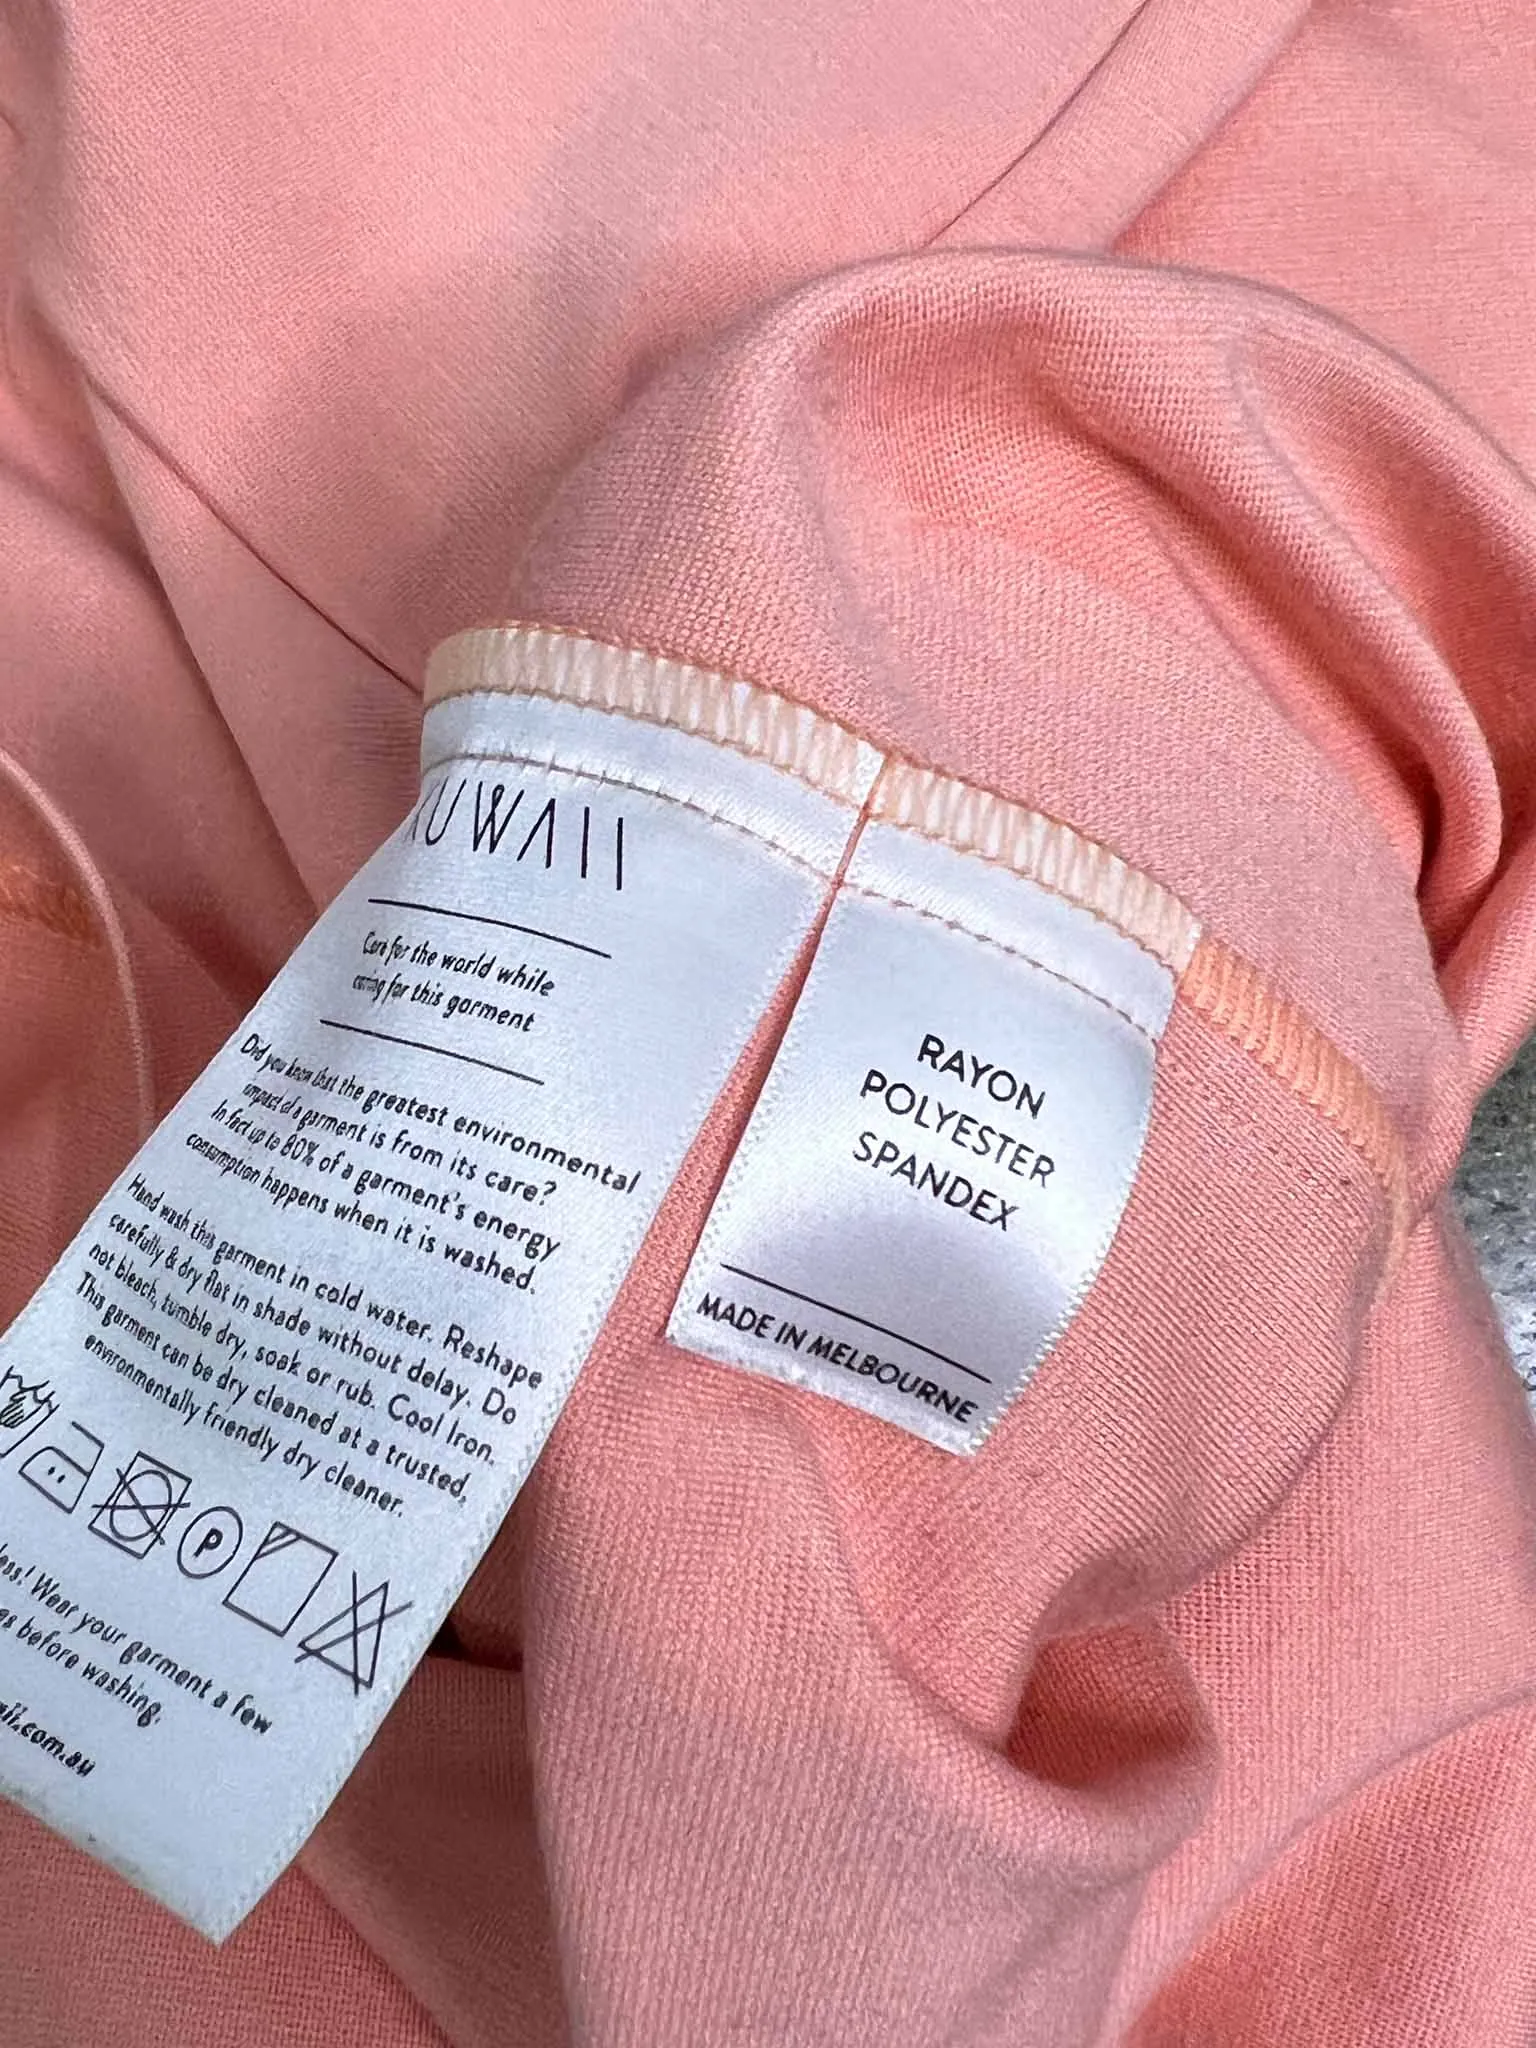 KUWAII
Care for the world while
caring for this garment
Did you know that the greatest environmental
impact of a garment is from its care?
In fact up to 80% of a garment's energy
consumption happens when it is washed.
Hand wash this garment in cold water. Reshape
carefully & dry flat in shade without delay. Do
not bleach, tumble dry, soak or rub. Cool Iron.
This garment can be dry cleaned at a trusted,
environmentally friendly dry cleaner.
P
Wear your garment a few
before washing.
.com.au
RAYON
POLYESTER
SPANDEX
MADE IN MELBOURNE